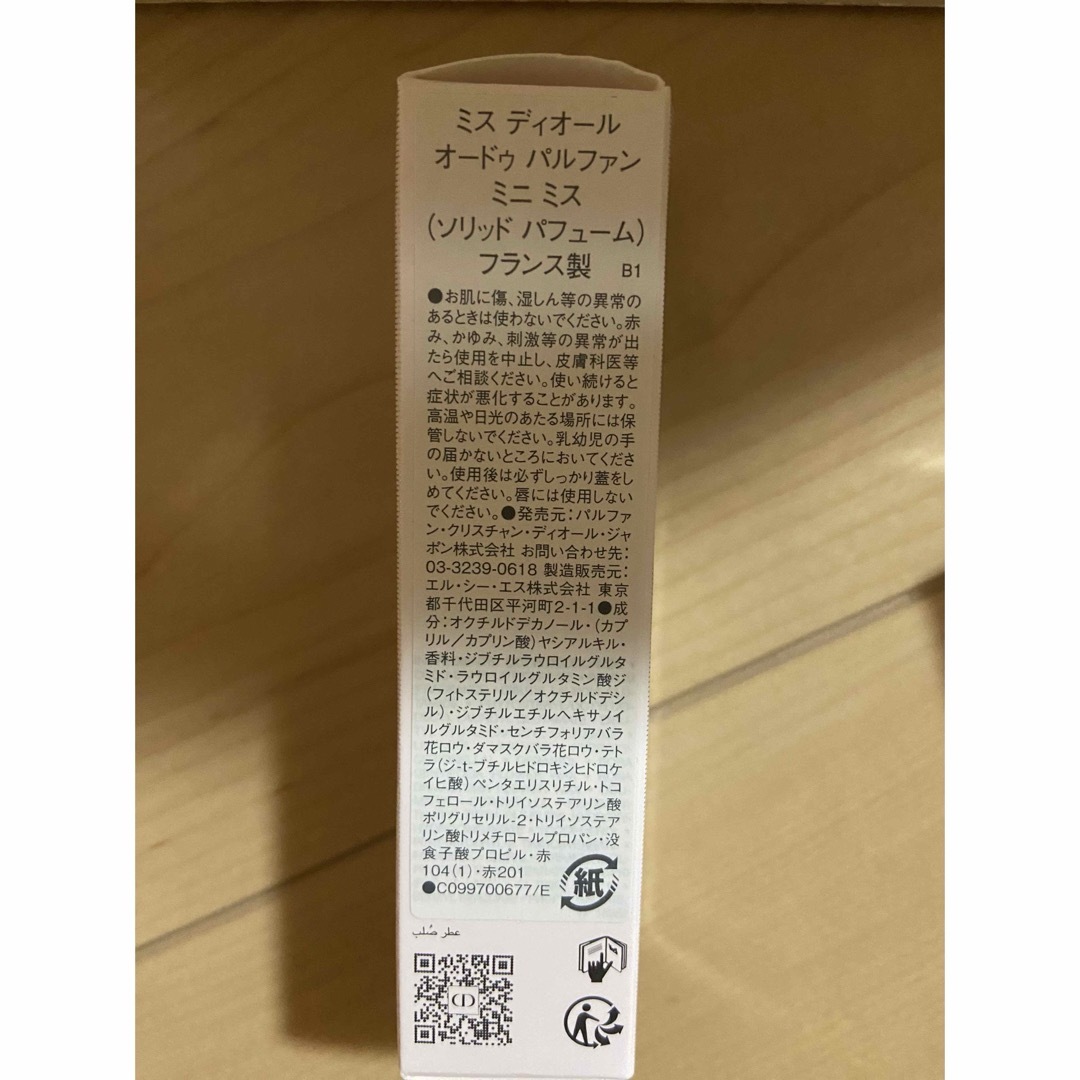 ミス ディオール
オードゥ パルファン
ミニ ミス
(ソリッド パフューム)
フランス製 B1
●お肌に傷、湿しん等の異常の
あるときは使わないでください。赤
み、かゆみ、刺激等の異常が出
たら使用を中止し、皮膚科医等
へご相談ください。使い続けると
症状が悪化することがあります。
高温や日光のあたる場所には保
管しないでください。乳幼児の手
の届かないところにおいてくださ
い。使用後は必ずしっかり蓋をし
めてください。唇には使用しない
でください。●発売元:パルファ
ン・クリスチャン・ディオール・ジャ
ポン株式会社 お問い合わせ先:
03-3239-0618 製造販売元:
エル・シー・エス株式会社 東京
都千代田区平河町2-1-1●成
分:オクチルドデカノール・(カプ
リル/カプリン酸)ヤシアルキル・
香料・ジブチルラウロイルグルタ
ミド・ラウロイルグルタミン酸ジ
(フィトステリル/オクチルドデシ
ル)・ジブチルエチルヘキサノイ
ルグルタミド・センチフォリアバラ
花ロウ・ダマスクバラ花ロウ・テト
ラ(ジ-t-ブチルヒドロキシヒドロケ
イヒ酸)ペンタエリスリチル・トコ
フェロール・トリイソステアリン酸
ポリグリセリル-2・トリイソステア
リン酸トリメチロールプロパン・没
食子酸プロピル・赤
104(1)・赤201
●C099700677/E
紙
عطر صُلب
CD